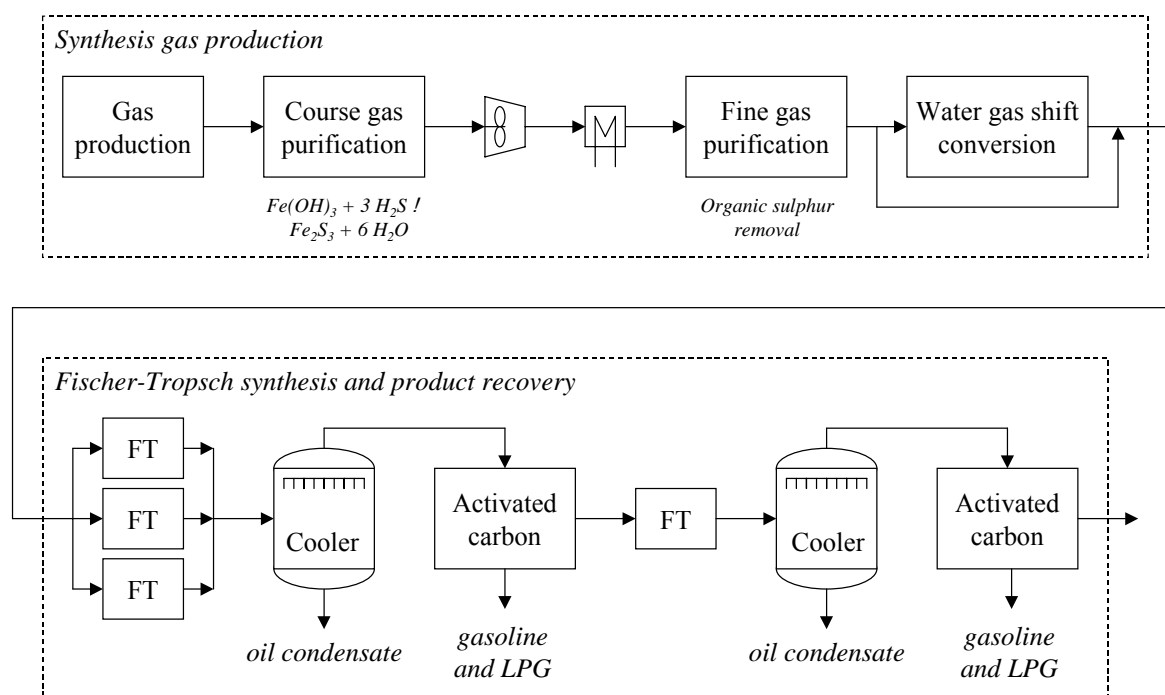 Synthesis gas production
Gas
production
Course gas
purification
Fine gas
purification
Water gas shift
conversion
Fe(OH)₃ + 3 H₂S !
Fe₂S₃ + 6 H₂O
Organic sulphur
removal
Fischer-Tropsch synthesis and product recovery
FT
FT
FT
Cooler
Activated
carbon
FT
Cooler
Activated
carbon
oil condensate
gasoline
and LPG
oil condensate
gasoline
and LPG